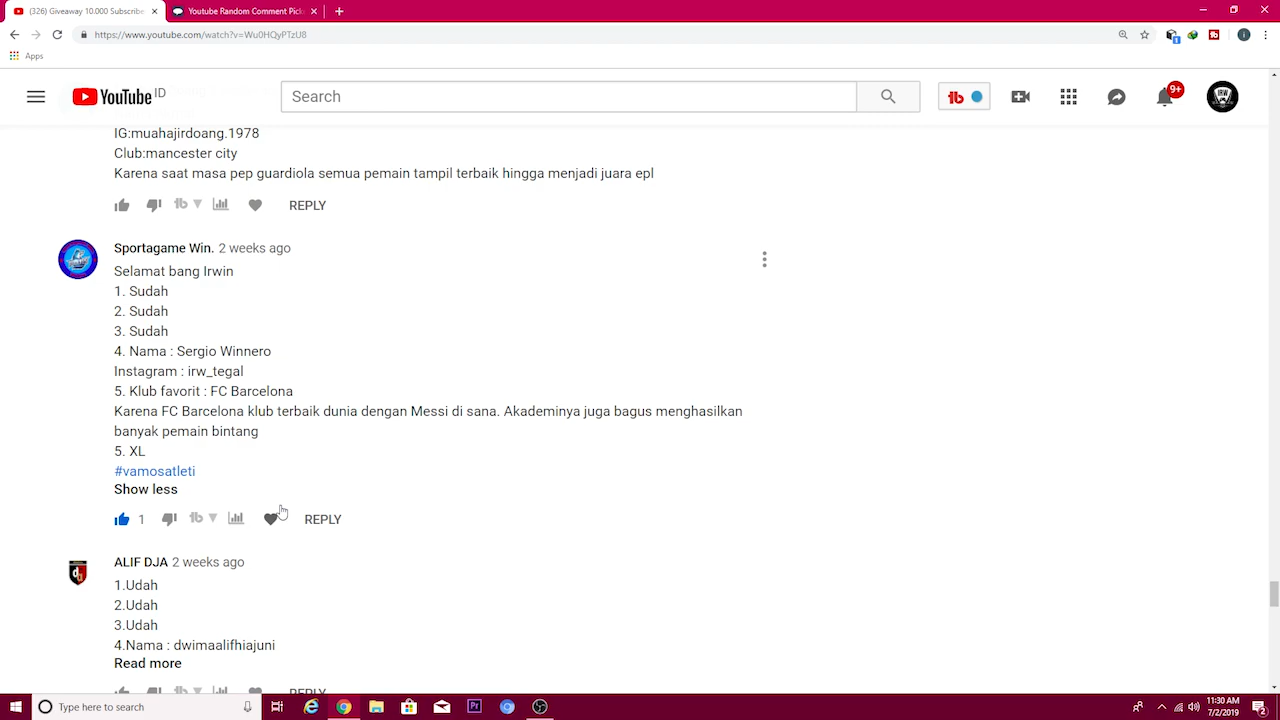 (326) Giveaway 10.000 Subscribe
Youtube Random Comment Pick
https://www.youtube.com/watch?v=Wu0HQyPTzU8
Apps
YouTube ID
Search
tb
9+
IG:muahajirdoang.1978
Club:mancester city
Karena saat masa pep guardiola semua pemain tampil terbaik hingga menjadi juara epl
REPLY
Sportagame Win. 2 weeks ago
Selamat bang Irwin
1. Sudah
2. Sudah
3. Sudah
4. Nama : Sergio Winnero
Instagram : irw_tegal
5. Klub favorit : FC Barcelona
Karena FC Barcelona klub terbaik dunia dengan Messi di sana. Akademinya juga bagus menghasilkan
banyak pemain bintang
5. XL
#vamosatleti
Show less
1 tb REPLY
ALIF DJA 2 weeks ago
1.Udah
2.Udah
3.Udah
4.Nama : dwimaalifhiajuni
Read more
REPLY
Type here to search
11:30 AM
7/2/2019